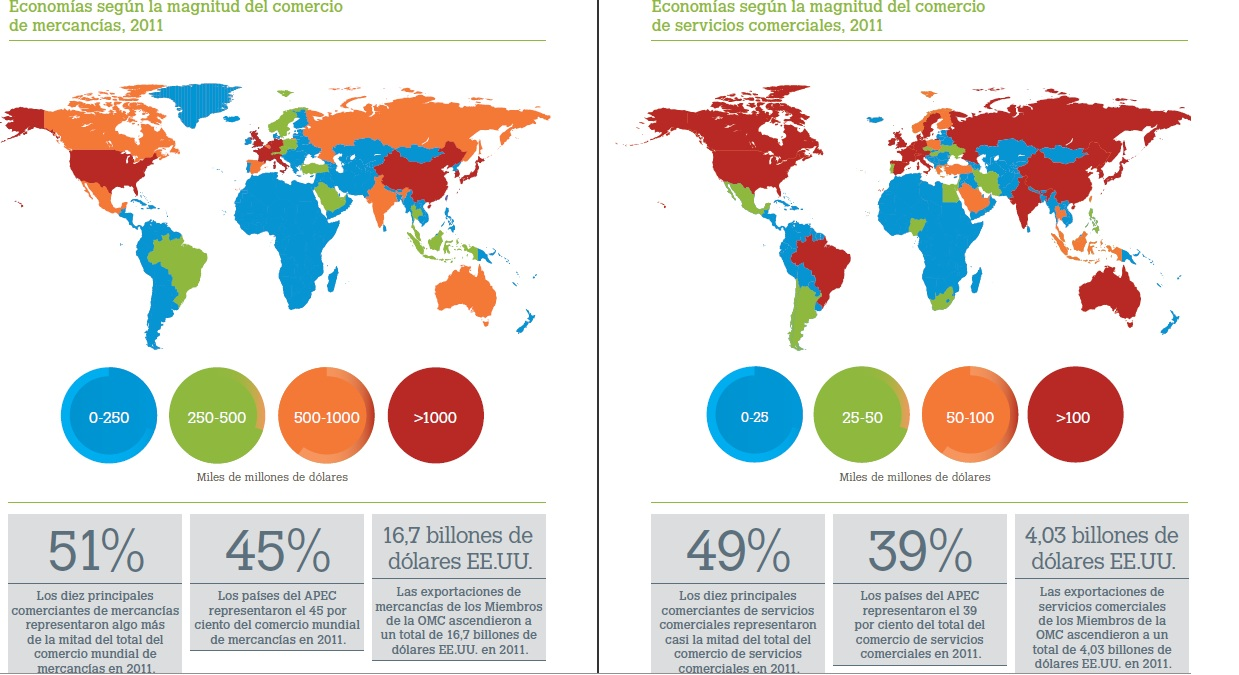 Economías según la magnitud del comercio
de mercancías, 2011
0-250
250-500
500-1000
>1000
Miles de millones de dólares
51%
Los diez principales
comerciantes de mercancías
representaron algo más
de la mitad del total del
comercio mundial de
mercancías en 2011.
45%
Los países del APEC
representaron el 45 por
ciento del comercio mundial
de mercancías en 2011.
16,7 billones de
dólares EE.UU.
Las exportaciones de
mercancías de los Miembros
de la OMC ascendieron a
un total de 16,7 billones de
dólares EE.UU. en 2011.
Economías según la magnitud del comercio
de servicios comerciales, 2011
0-25
25-50
50-100
>100
Miles de millones de dólares
49%
Los diez principales
comerciantes de servicios
comerciales representaron
casi la mitad del total del
comercio de servicios
comerciales en 2011.
39%
Los países del APEC
representaron el 39
por ciento del total del
comercio de servicios
comerciales en 2011.
4,03 billones de
dólares EE.UU.
Las exportaciones de
servicios comerciales
de los Miembros de la
OMC ascendieron a un
total de 4,03 billones de
dólares EE.UU. en 2011.